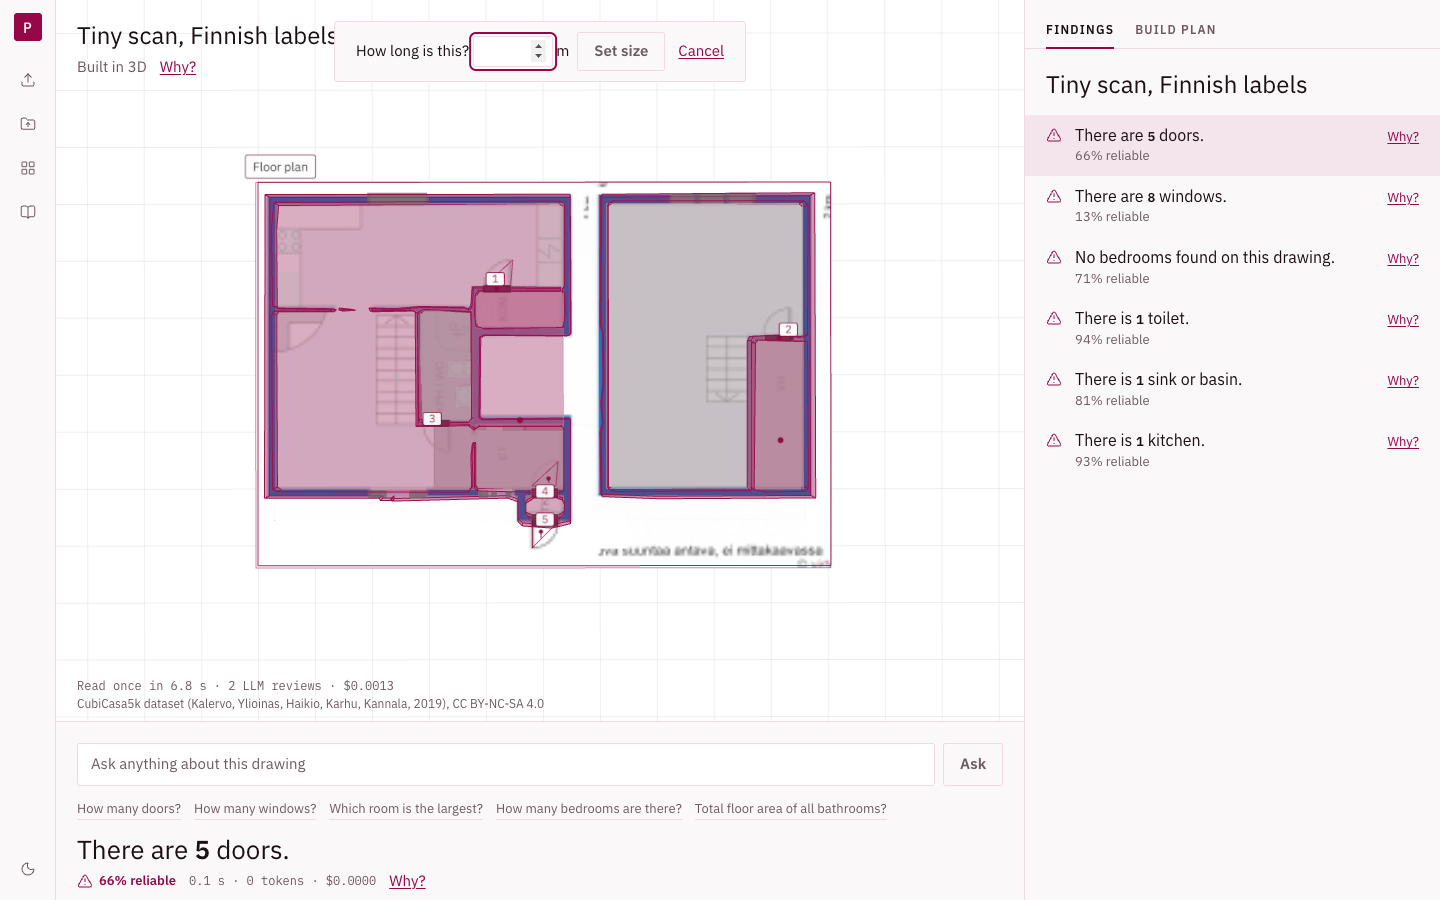 P
Tiny scan, Finnish labels
Built in 3D Why?
How long is this? m Set size Cancel
Floor plan
1
2
3
4
5
suuntaa antava, ei mittakaavassa
Read once in 6.8 s · 2 LLM reviews · $0.0013
CubiCasa5k dataset (Kalervo, Ylioinas, Haikio, Karhu, Kannala, 2019), CC BY-NC-SA 4.0
Ask anything about this drawing
Ask
How many doors? How many windows? Which room is the largest? How many bedrooms are there? Total floor area of all bathrooms?
There are 5 doors.
66% reliable 0.1 s · 0 tokens · $0.0000 Why?
FINDINGS BUILD PLAN
Tiny scan, Finnish labels
There are 5 doors. Why?
66% reliable
There are 8 windows. Why?
13% reliable
No bedrooms found on this drawing. Why?
71% reliable
There is 1 toilet. Why?
94% reliable
There is 1 sink or basin. Why?
81% reliable
There is 1 kitchen. Why?
93% reliable